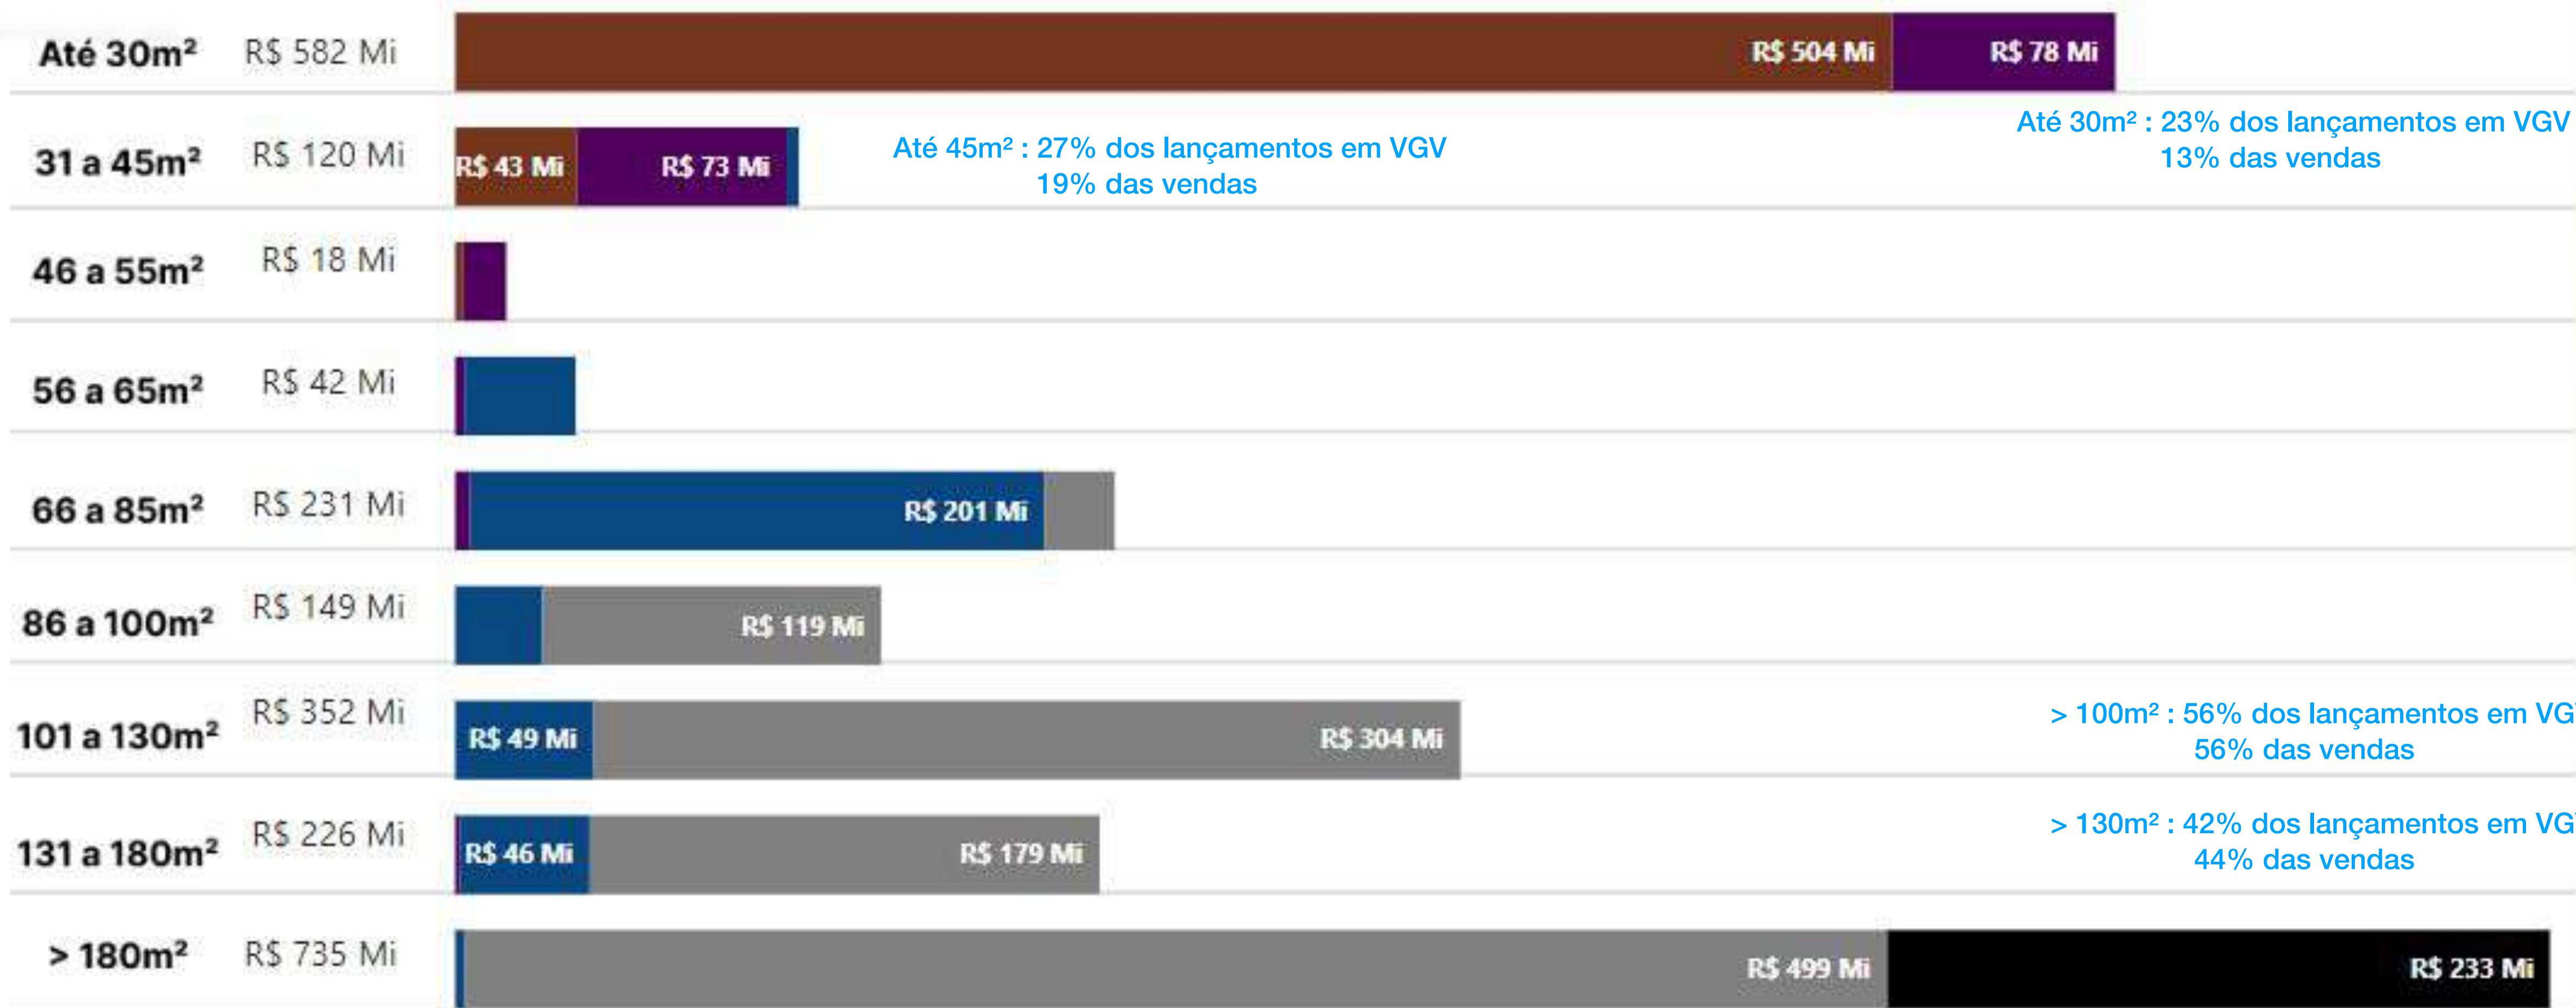 Até 30m² R$ 582 Mi R$ 504 Mi R$ 78 Mi
Até 30m² : 23% dos lançamentos em VGV
13% das vendas
31 a 45m² R$ 120 Mi R$ 43 Mi R$ 73 Mi
Até 45m² : 27% dos lançamentos em VGV
19% das vendas
46 a 55m² R$ 18 Mi
56 a 65m² R$ 42 Mi
66 a 85m² R$ 231 Mi R$ 201 Mi
86 a 100m² R$ 149 Mi R$ 119 Mi
101 a 130m² R$ 352 Mi R$ 49 Mi R$ 304 Mi
> 100m² : 56% dos lançamentos em VG
56% das vendas
131 a 180m² R$ 226 Mi R$ 46 Mi R$ 179 Mi
> 130m² : 42% dos lançamentos em VG
44% das vendas
> 180m² R$ 735 Mi R$ 499 Mi R$ 233 Mi